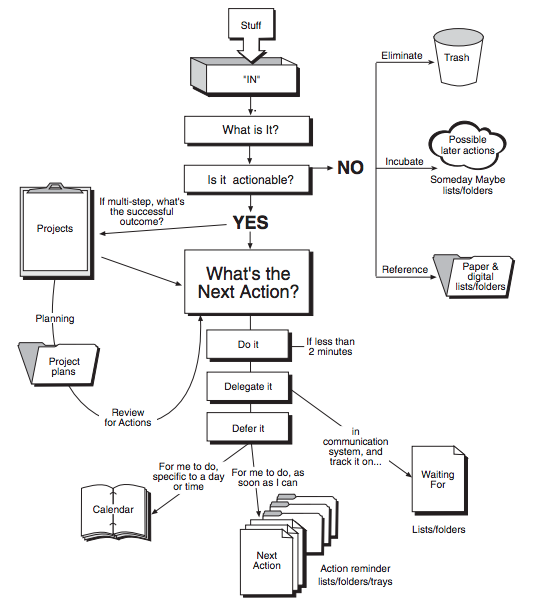 Stuff
"IN"
What is It?
Is it actionable?
NO
Eliminate
Trash
Incubate
Possible
later actions
Someday Maybe
lists/folders
Reference
Paper &
digital
lists/folders
YES
If multi-step, what's
the successful
outcome?
Projects
Planning
Project
plans
Review
for Actions
What's the
Next Action?
Do it
If less than
2 minutes
Delegate it
Defer it
in
communication
system, and
track it on...
Waiting
For
Lists/folders
For me to do,
specific to a day
or time
Calendar
For me to do, as
soon as I can
Next
Action
Action reminder
lists/folders/trays